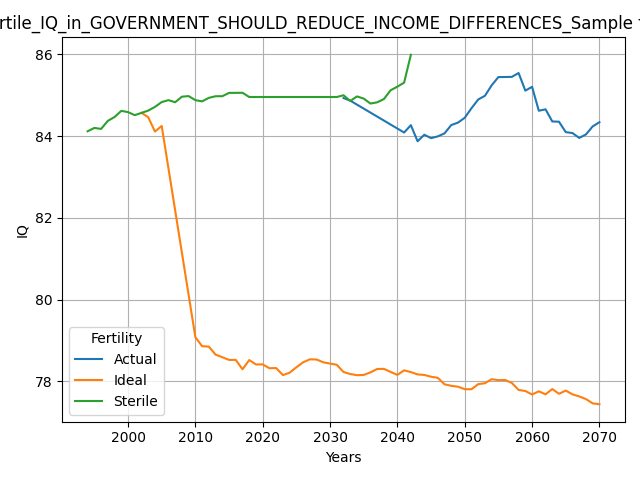 rtile_IQ_in_GOVERNMENT_SHOULD_REDUCE_INCOME_DIFFERENCES_Sample
86
84
82
80
78
IQ
Fertility
Actual
Ideal
Sterile
2000 2010 2020 2030 2040 2050 2060 2070
Years